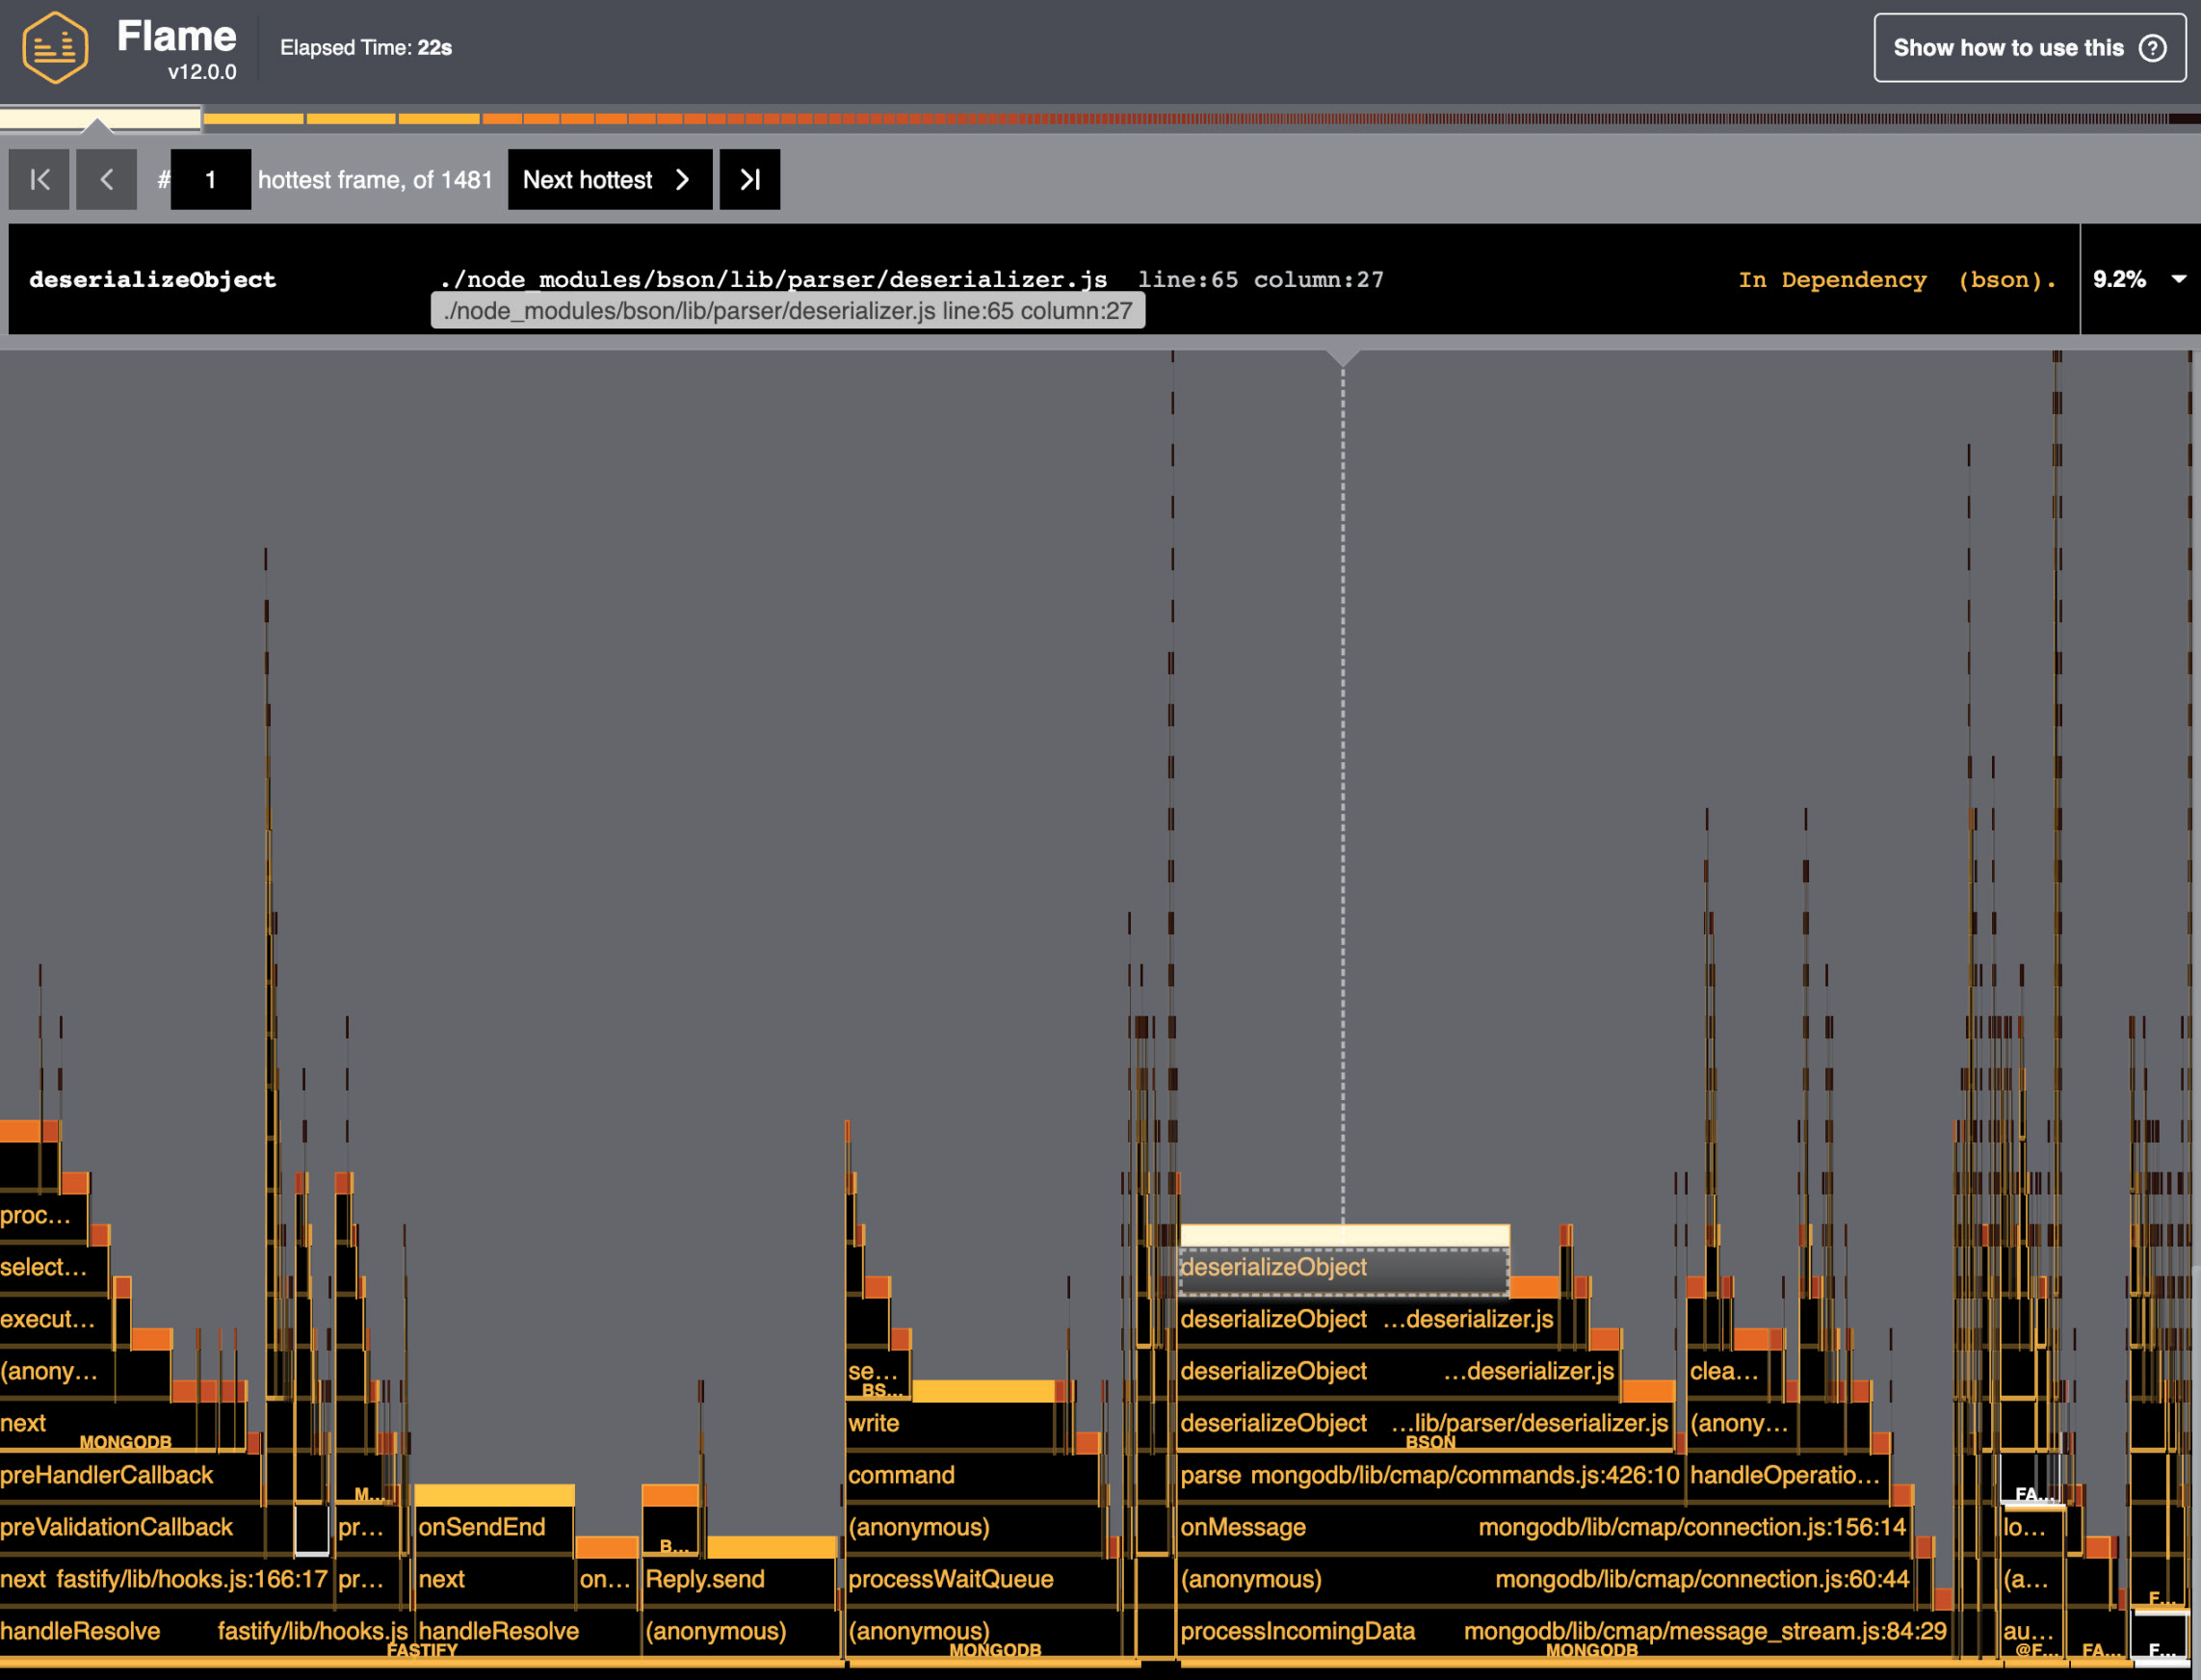 Flame
v12.0.0
Elapsed Time: 22s
Show how to use this ?
# 1 hottest frame, of 1481 Next hottest
deserializeObject ./node_modules/bson/lib/parser/deserializer.js line:65 column:27 In Dependency (bson). 9.2%
./node_modules/bson/lib/parser/deserializer.js line:65 column:27
proc...
select... deserializeObject
execut... deserializeObject ...deserializer.js
(anony... se... deserializeObject ...deserializer.js clea...
BS...
next write deserializeObject ...lib/parser/deserializer.js (anony...
MONGODB BSON
preHandlerCallback command parse mongodb/lib/cmap/commands.js:426:10 handleOperatio...
M... FA...
preValidationCallback pr... onSendEnd (anonymous) onMessage mongodb/lib/cmap/connection.js:156:14 lo...
B...
next fastify/lib/hooks.js:166:17 pr... next on... Reply.send processWaitQueue (anonymous) mongodb/lib/cmap/connection.js:60:44 (a...
F...
handleResolve fastify/lib/hooks.js handleResolve (anonymous) (anonymous) processIncomingData mongodb/lib/cmap/message_stream.js:84:29 au...
FASTIFY MONGODB MONGODB @F... FA... F...